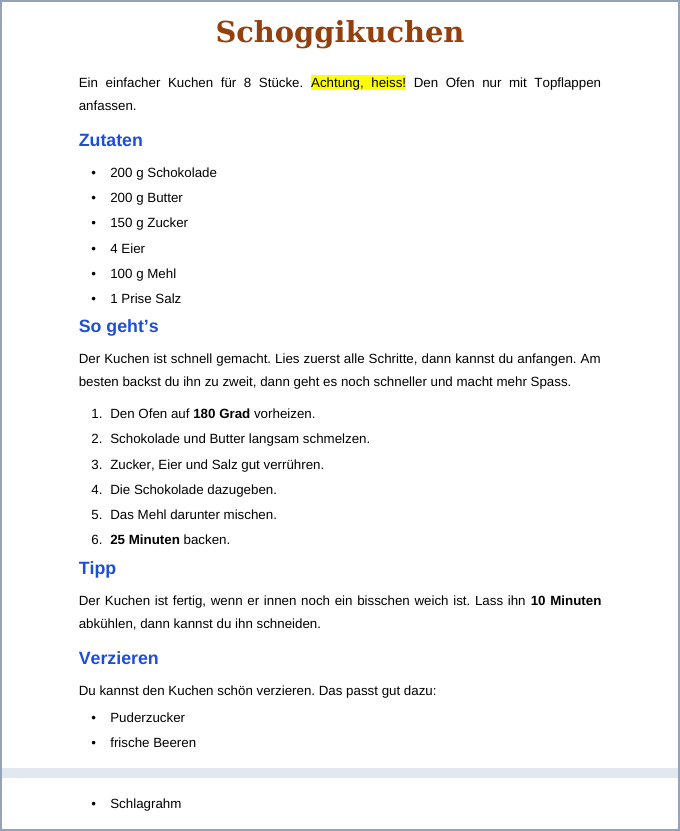 Schoggikuchen
Ein einfacher Kuchen für 8 Stücke. Achtung, heiss! Den Ofen nur mit Topflappen
anfassen.
Zutaten
• 200 g Schokolade
• 200 g Butter
• 150 g Zucker
• 4 Eier
• 100 g Mehl
• 1 Prise Salz
So geht’s
Der Kuchen ist schnell gemacht. Lies zuerst alle Schritte, dann kannst du anfangen. Am
besten backst du ihn zu zweit, dann geht es noch schneller und macht mehr Spass.
1. Den Ofen auf 180 Grad vorheizen.
2. Schokolade und Butter langsam schmelzen.
3. Zucker, Eier und Salz gut verrühren.
4. Die Schokolade dazugeben.
5. Das Mehl darunter mischen.
6. 25 Minuten backen.
Tipp
Der Kuchen ist fertig, wenn er innen noch ein bisschen weich ist. Lass ihn 10 Minuten
abkühlen, dann kannst du ihn schneiden.
Verzieren
Du kannst den Kuchen schön verzieren. Das passt gut dazu:
• Puderzucker
• frische Beeren
• Schlagrahm